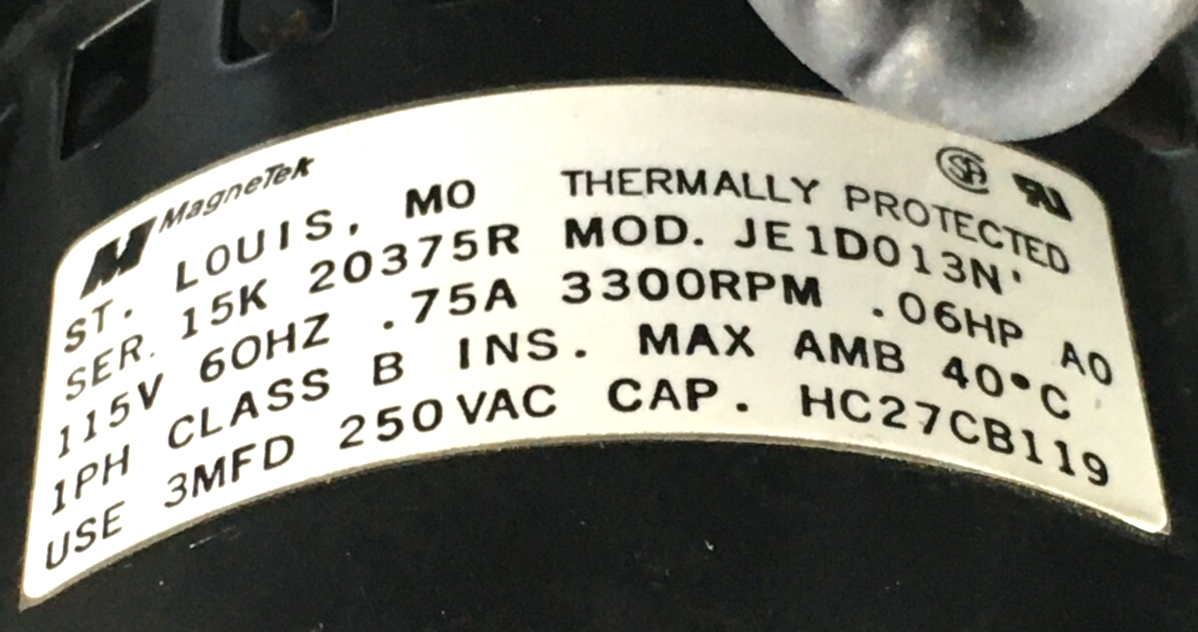 MagneTek
ST. LOUIS, MO THERMALLY PROTECTED
SER. 15K 20375R MOD. JE1D013N'
115V 60HZ .75A 3300RPM .06HP AO
1PH CLASS B INS. MAX AMB 40°C
USE 3MFD 250VAC CAP. HC27CB119